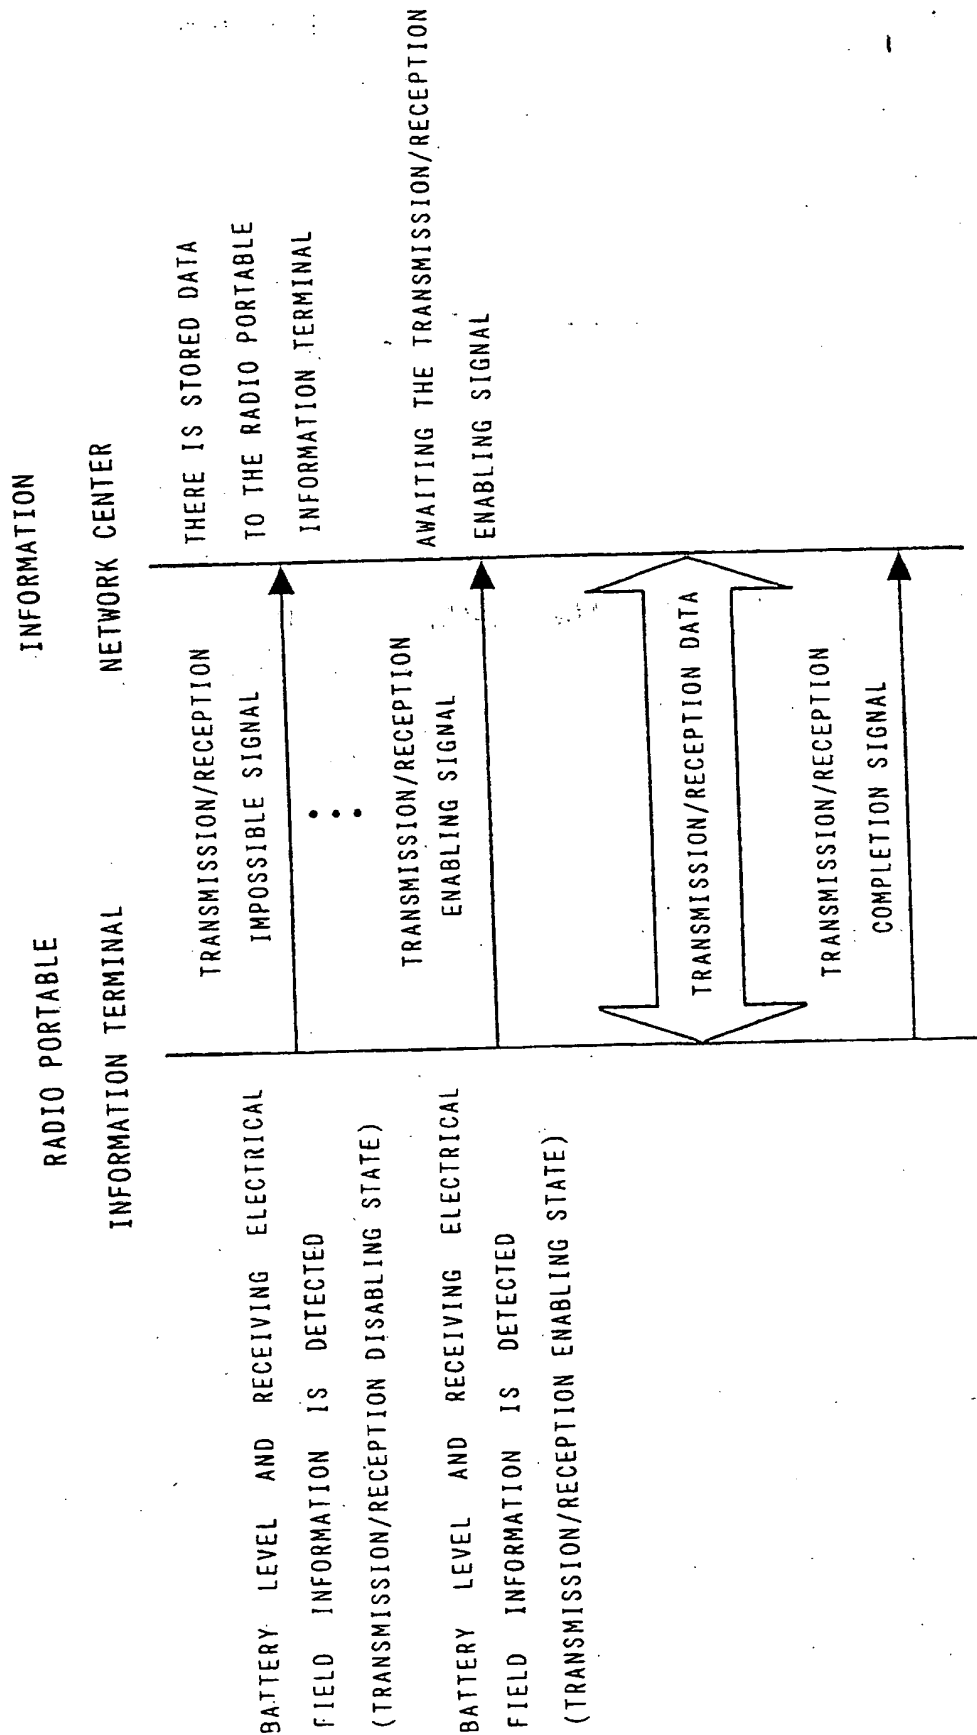 RADIO PORTABLE
INFORMATION TERMINAL
INFORMATION
NETWORK CENTER
BATTERY LEVEL AND RECEIVING ELECTRICAL
FIELD INFORMATION IS DETECTED
(TRANSMISSION/RECEPTION DISABLING STATE)
TRANSMISSION/RECEPTION
IMPOSSIBLE SIGNAL
THERE IS STORED DATA
TO THE RADIO PORTABLE
INFORMATION TERMINAL
BATTERY LEVEL AND RECEIVING ELECTRICAL
FIELD INFORMATION IS DETECTED
(TRANSMISSION/RECEPTION ENABLING STATE)
TRANSMISSION/RECEPTION
ENABLING SIGNAL
AWAITING THE TRANSMISSION/RECEPTION
ENABLING SIGNAL
TRANSMISSION/RECEPTION DATA
TRANSMISSION/RECEPTION
COMPLETION SIGNAL